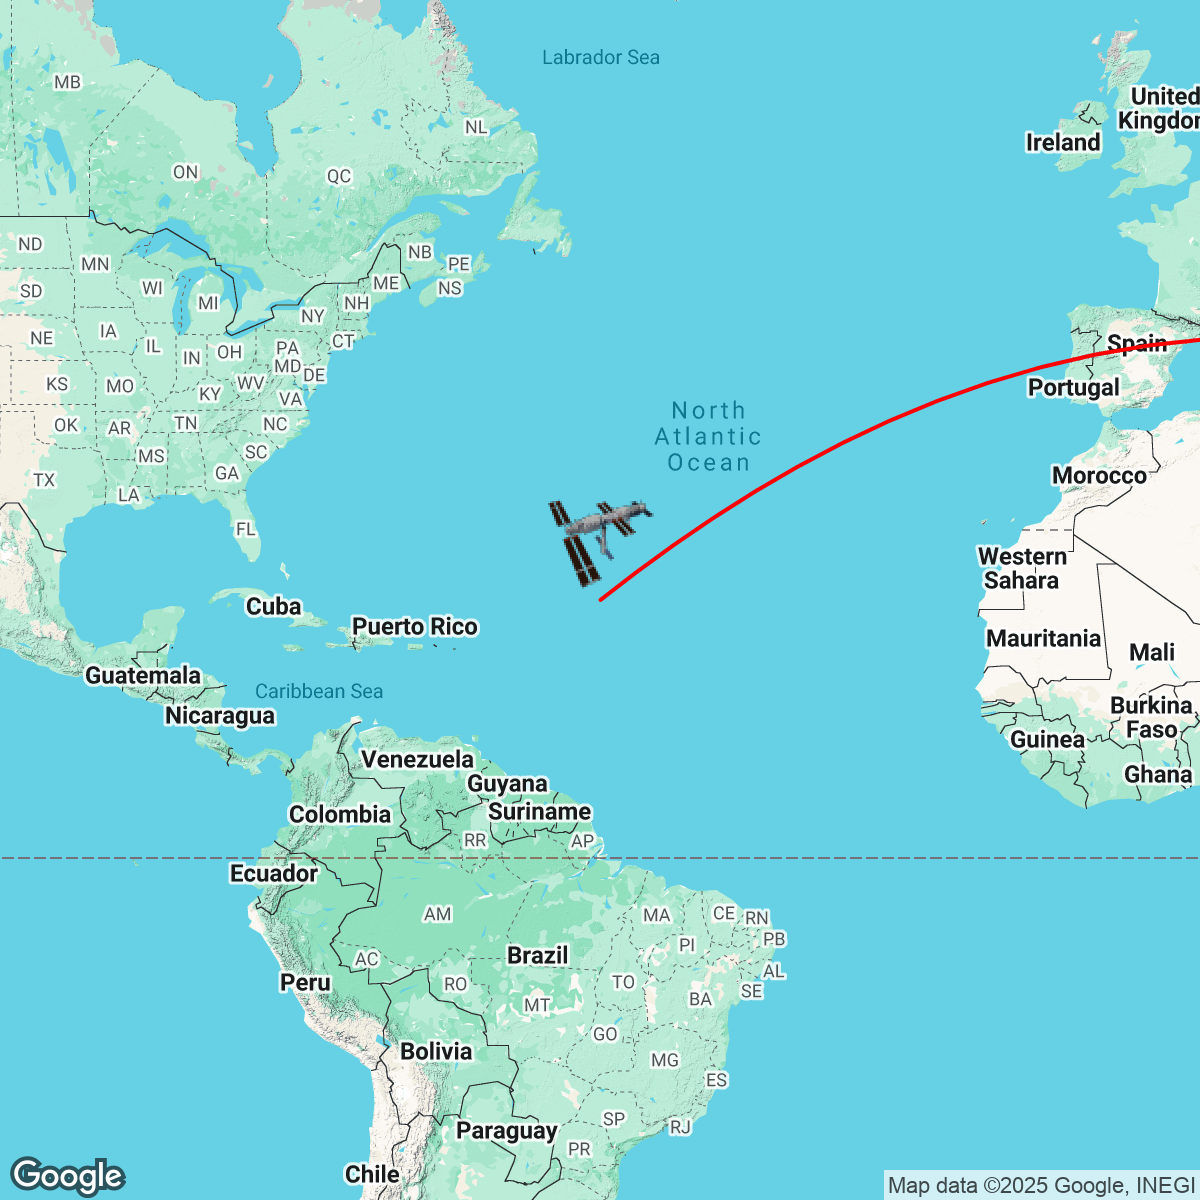 Labrador Sea
MB
United
Kingdom
NL
Ireland
ON
QC
ND
NB
MN
PE
ME
WI
NS
SD
MI
NH
NY
IA
NE
CT
IL
OH
PA
Spain
IN
MD
DE
KS
MO
WV
Portugal
KY
VA
North
Atlantic
Ocean
OK
AR
TN
NC
MS
SC
GA
TX
Morocco
LA
FL
Western
Sahara
Cuba
Puerto Rico
Mauritania
Mali
Guatemala
Caribbean Sea
Burkina
Faso
Nicaragua
Guinea
Venezuela
Ghana
Guyana
Suriname
Colombia
RR
AP
Ecuador
AM
MA
CE
RN
PB
PI
AC
Brazil
AL
Peru
RO
TO
SE
MT
BA
GO
Bolivia
MG
ES
SP
RJ
Paraguay
PR
Chile
Google
Map data ©2025 Google, INEGI